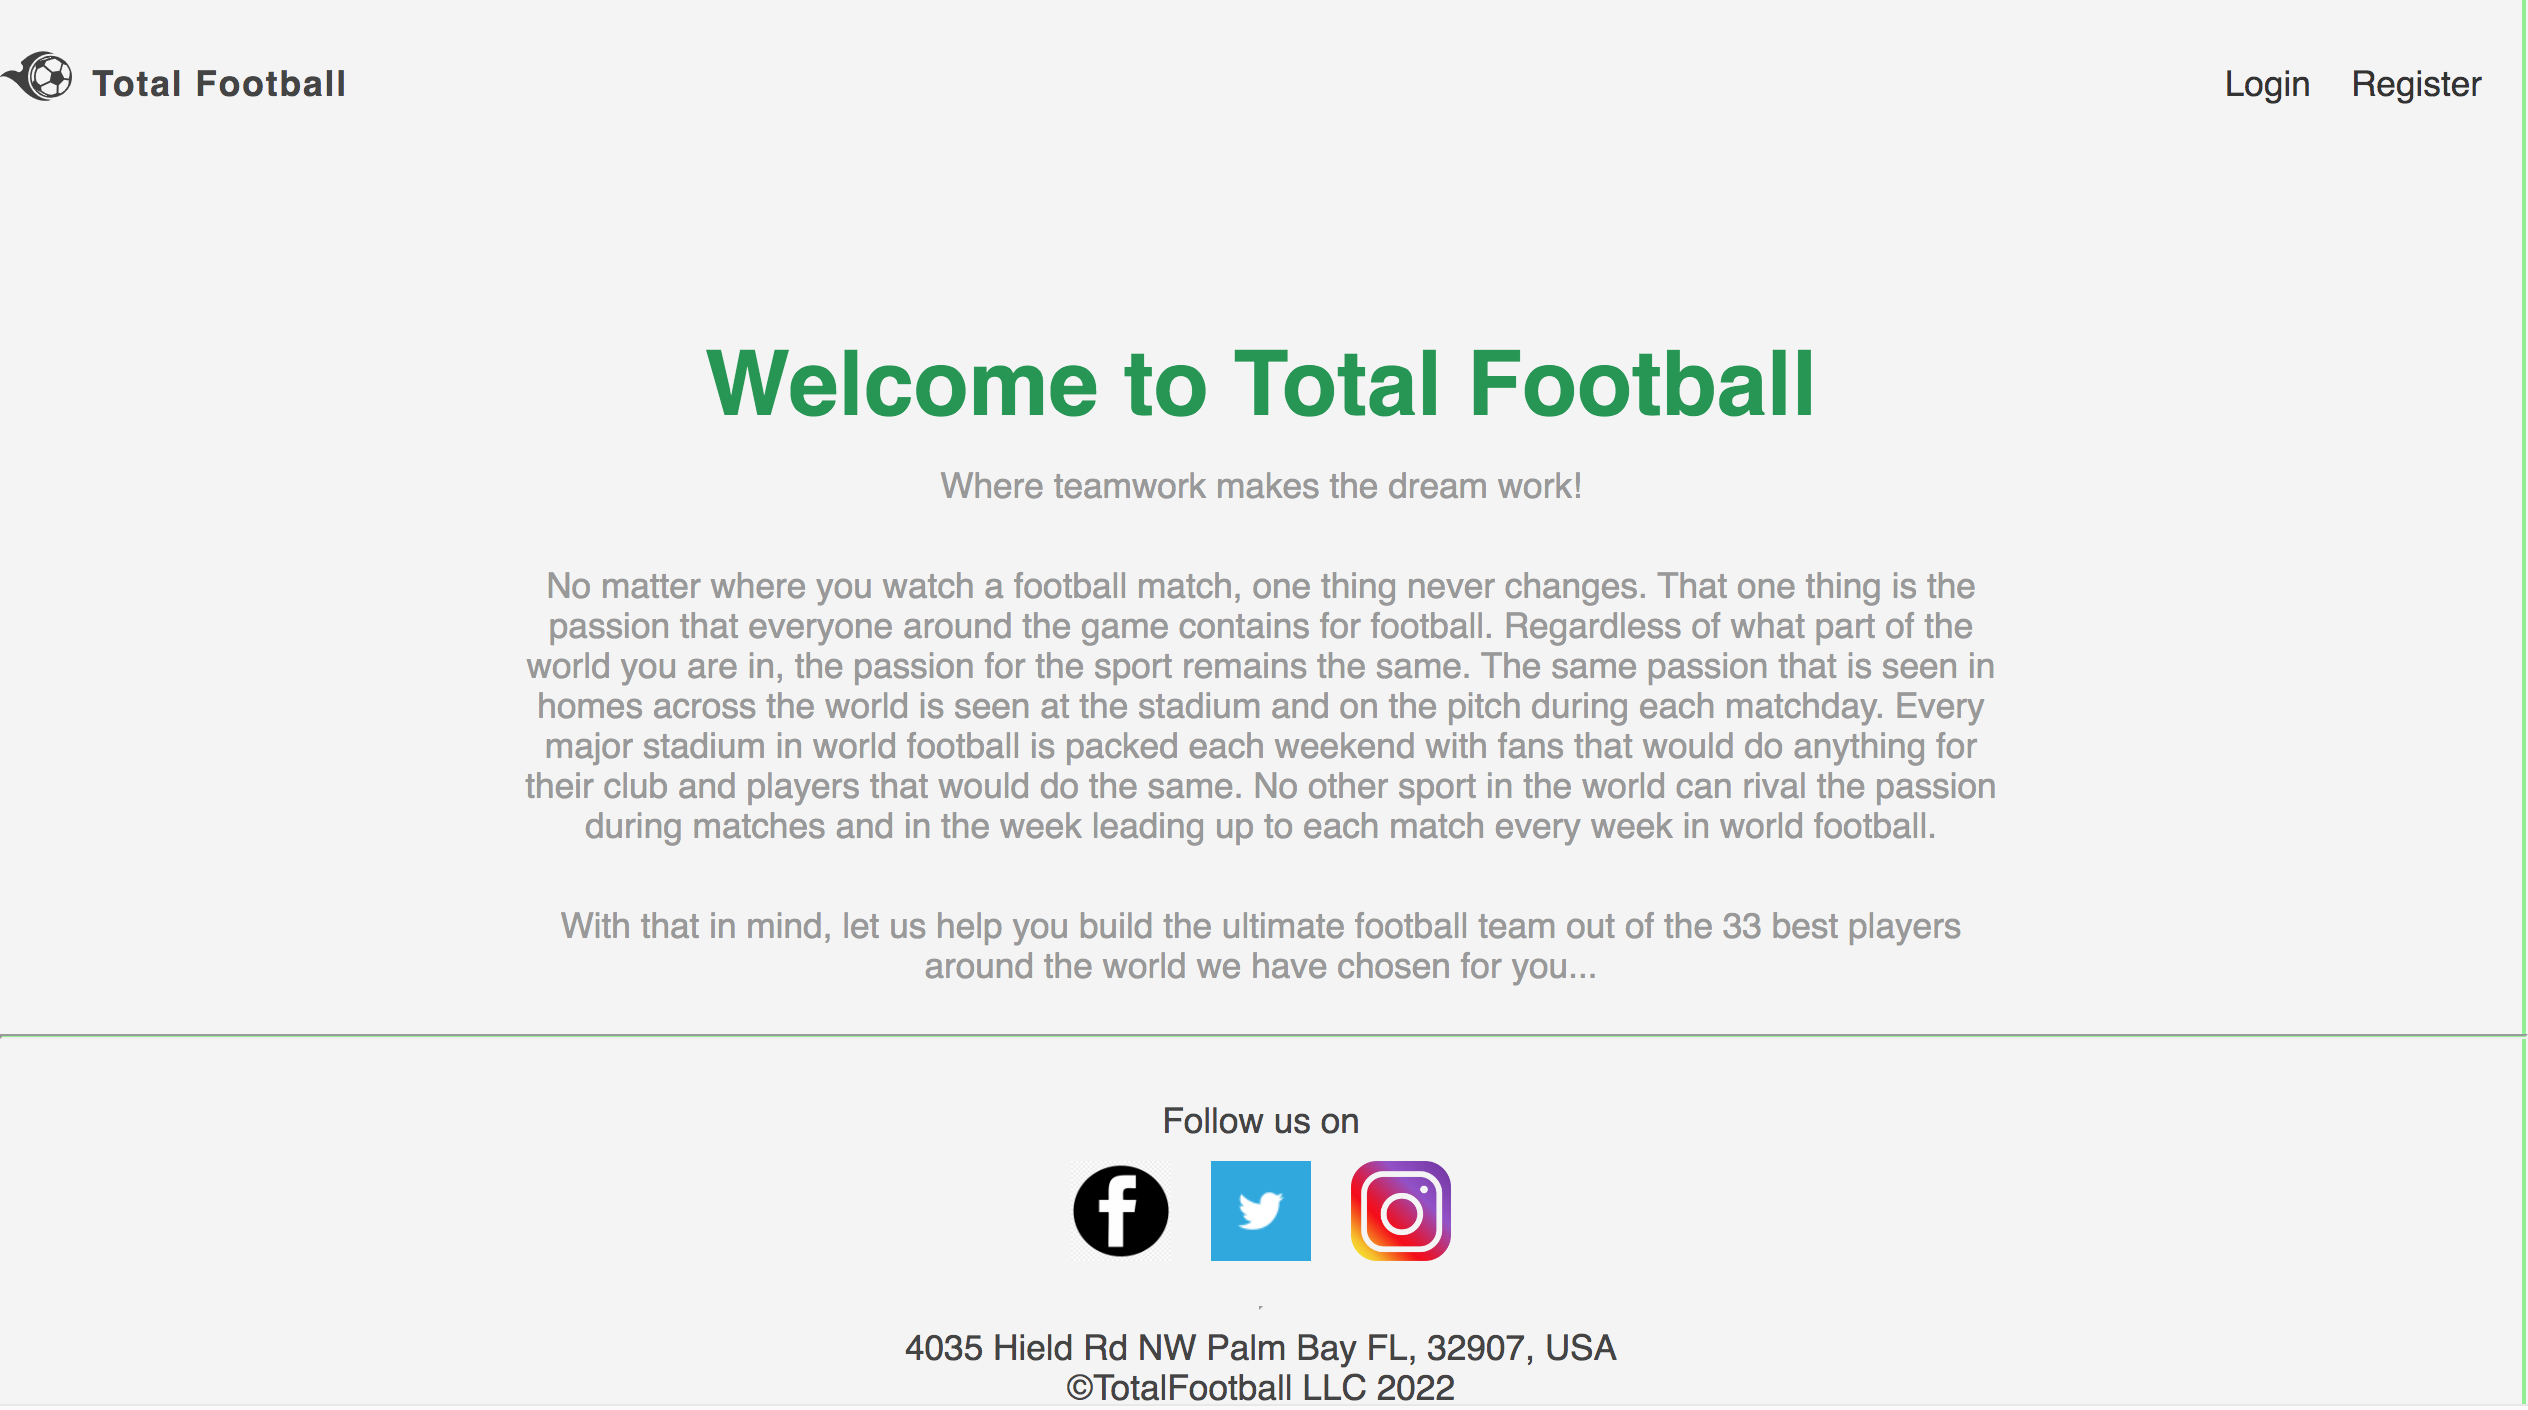 Total Football
Login Register
Welcome to Total Football
Where teamwork makes the dream work!
No matter where you watch a football match, one thing never changes. That one thing is the
passion that everyone around the game contains for football. Regardless of what part of the
world you are in, the passion for the sport remains the same. The same passion that is seen in
homes across the world is seen at the stadium and on the pitch during each matchday. Every
major stadium in world football is packed each weekend with fans that would do anything for
their club and players that would do the same. No other sport in the world can rival the passion
during matches and in the week leading up to each match every week in world football.
With that in mind, let us help you build the ultimate football team out of the 33 best players
around the world we have chosen for you...
Follow us on
4035 Hield Rd NW Palm Bay FL, 32907, USA
©TotalFootball LLC 2022